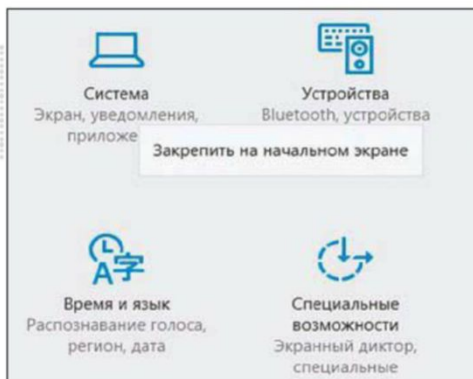 Система
Экран, уведомления,
приложе
Устройства
Bluetooth, устройства
Закрепить на начальном экране
Время и язык
Распознавание голоса,
регион, дата
Специальные
возможности
Экранный диктор,
специальные